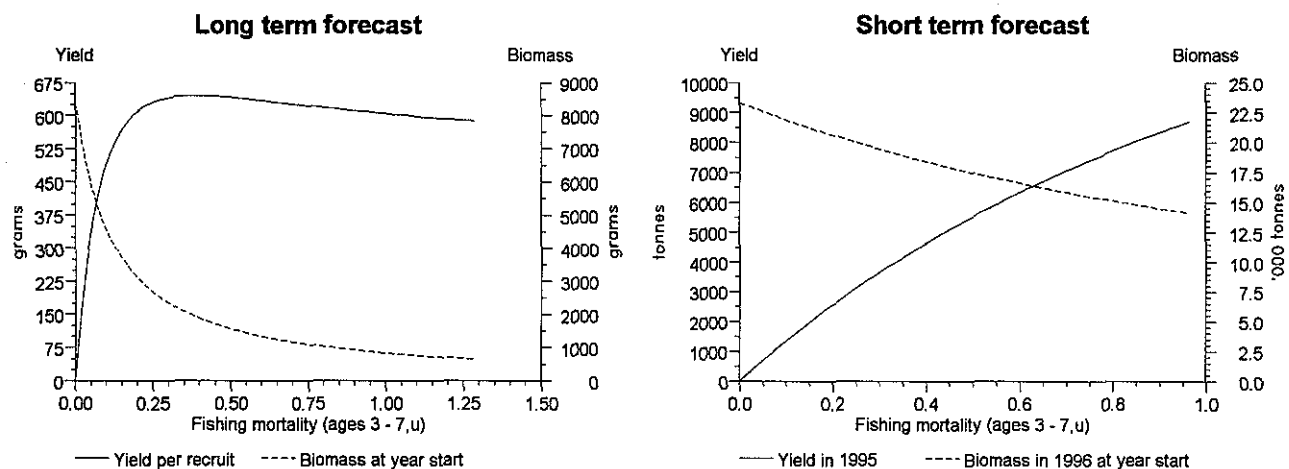 Long term forecast
Yield
Biomass
675
600
525
450
375
300
225
150
75
0
grams
9000
8000
7000
6000
5000
4000
3000
2000
1000
0
grams
0.00 0.25 0.50 0.75 1.00 1.25 1.50
Fishing mortality (ages 3 - 7,u)
Yield per recruit
Biomass at year start
Short term forecast
Yield
Biomass
10000
9000
8000
7000
6000
5000
4000
3000
2000
1000
0
tonnes
25.0
22.5
20.0
17.5
15.0
12.5
10.0
7.5
5.0
2.5
0.0
'000 tonnes
0.0 0.2 0.4 0.6 0.8 1.0
Fishing mortality (ages 3 - 7,u)
Yield in 1995
Biomass in 1996 at year start